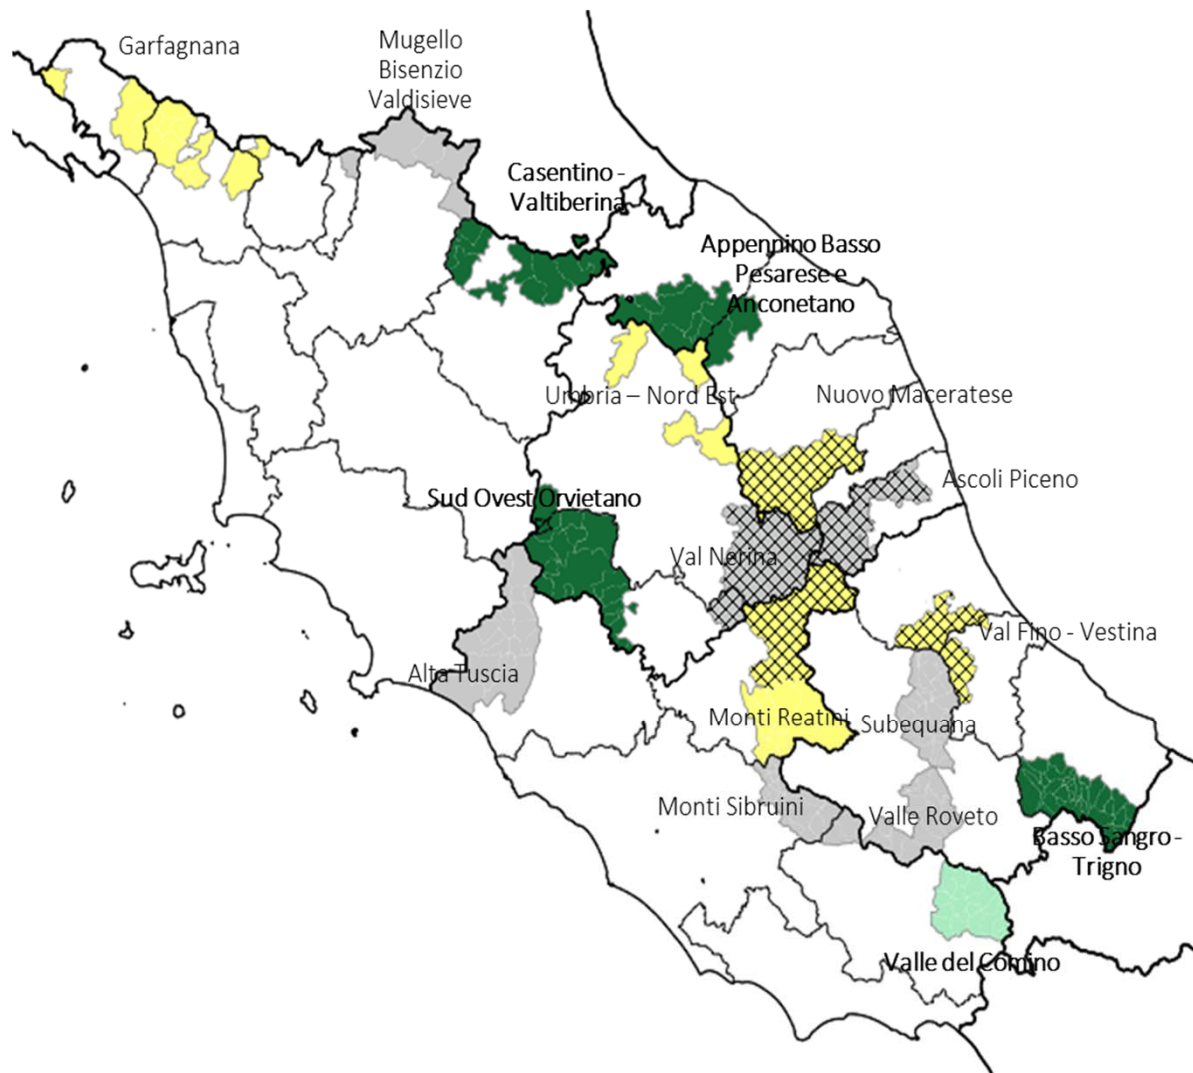 Garfagnana
Mugello
Bisenzio
Valdisieve
Casentino -
Valtiberina
Appennino Basso
Pesarese e
Anconetano
Umbria – Nord Est
Nuovo Maceratese
Ascoli Piceno
Sud Ovest Orvietano
Val Nerina
Val Fino - Vestina
Alta Tuscia
Monti Reatini
Subequana
Monti Sibruini
Valle Roveto
Basso Sangro -
Trigno
Valle del Comino